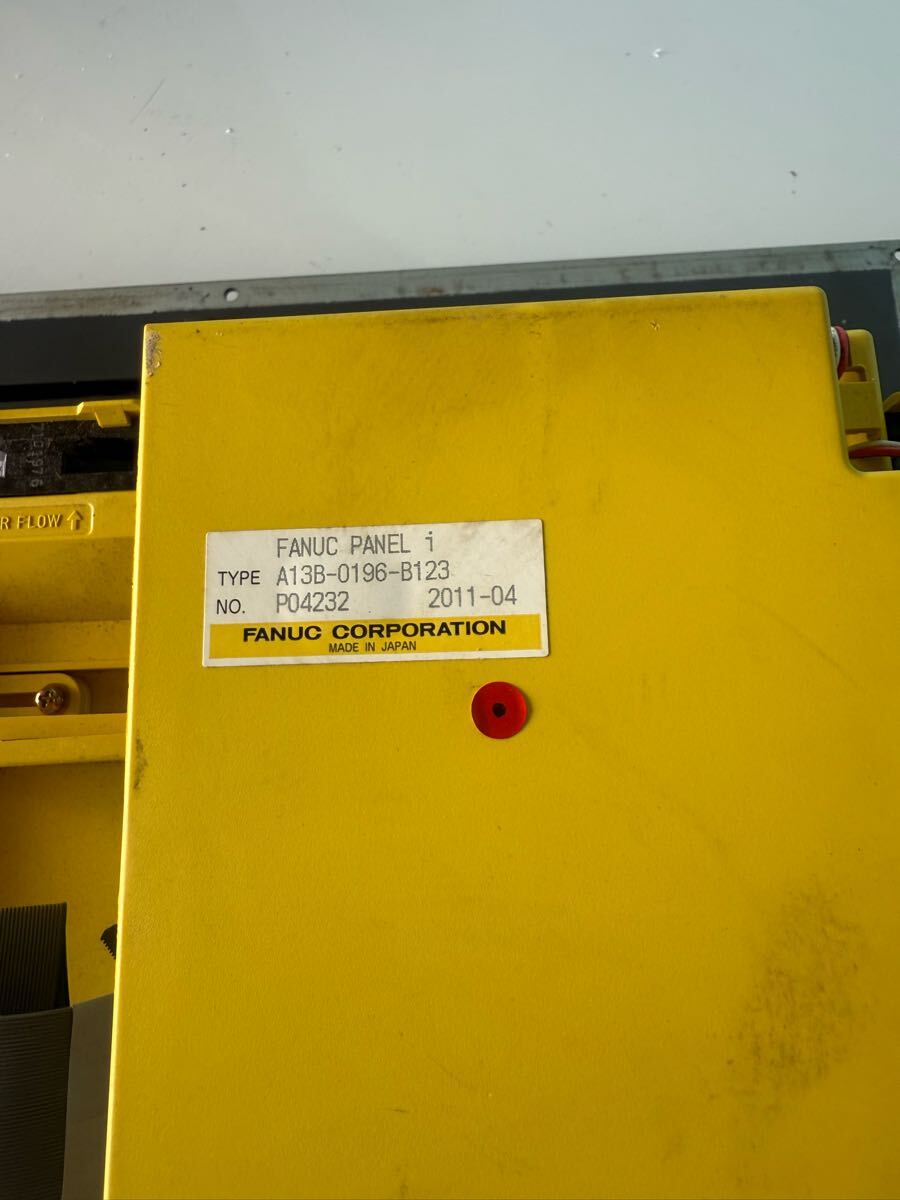 R FLOW ↑
FANUC PANEL i
TYPE A13B-0196-B123
NO. P04232 2011-04
FANUC CORPORATION
MADE IN JAPAN